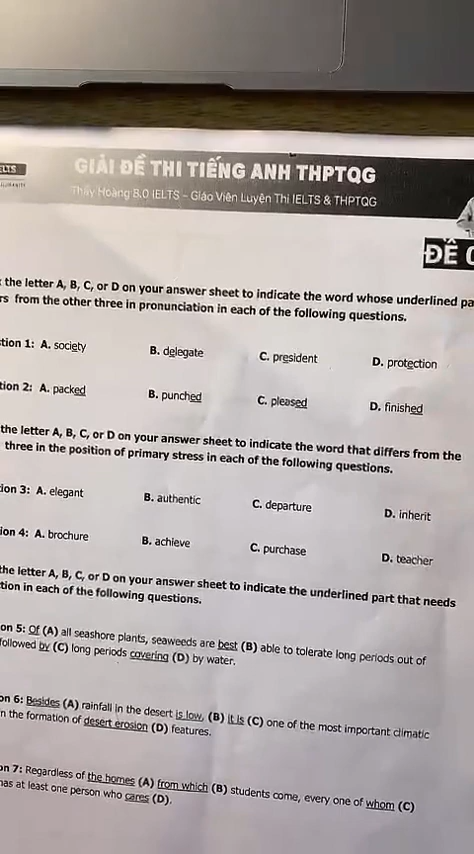 GIẢI ĐỀ THI TIẾNG ANH THPTQG
Thầy Hoàng 8.0 IELTS – Giáo Viên Luyện Thi IELTS & THPTQG
ĐỀ
the letter A, B, C, or D on your answer sheet to indicate the word whose underlined pa
rs from the other three in pronunciation in each of the following questions.
tion 1: A. society B. delegate C. president D. protection
tion 2: A. packed B. punched C. pleased D. finished
the letter A, B, C, or D on your answer sheet to indicate the word that differs from the
three in the position of primary stress in each of the following questions.
ion 3: A. elegant B. authentic C. departure D. inherit
ion 4: A. brochure B. achieve C. purchase D. teacher
the letter A, B, C, or D on your answer sheet to indicate the underlined part that needs
tion in each of the following questions.
on 5: Of (A) all seashore plants, seaweeds are best (B) able to tolerate long periods out of
followed by (C) long periods covering (D) by water.
on 6: Besides (A) rainfall in the desert is low, (B) it is (C) one of the most important climatic
n the formation of desert erosion (D) features.
on 7: Regardless of the homes (A) from which (B) students come, every one of whom (C)
has at least one person who cares (D).